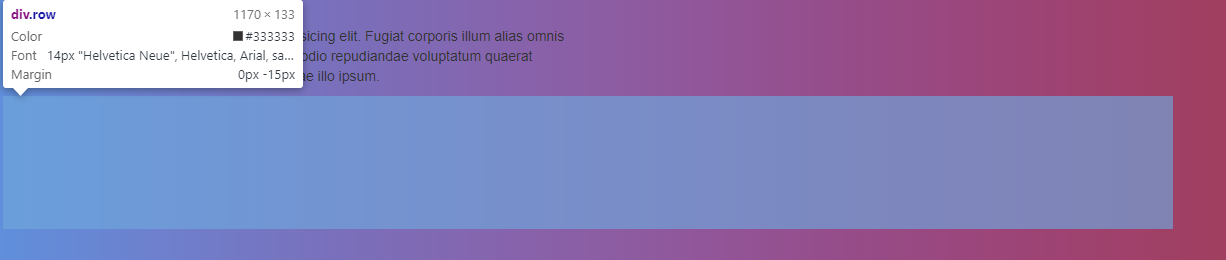 div.row 1170 × 133
Color #333333
sicing elit. Fugiat corporis illum alias omnis
Font 14px "Helvetica Neue", Helvetica, Arial, sa...
odio repudiandae voluptatum quaerat
Margin 0px -15px
ae illo ipsum.